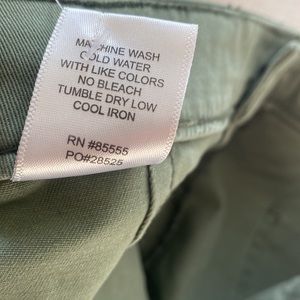 MACHINE WASH
COLD WATER
WITH LIKE COLORS
NO BLEACH
TUMBLE DRY LOW
COOL IRON
RN #85555
PO#28525